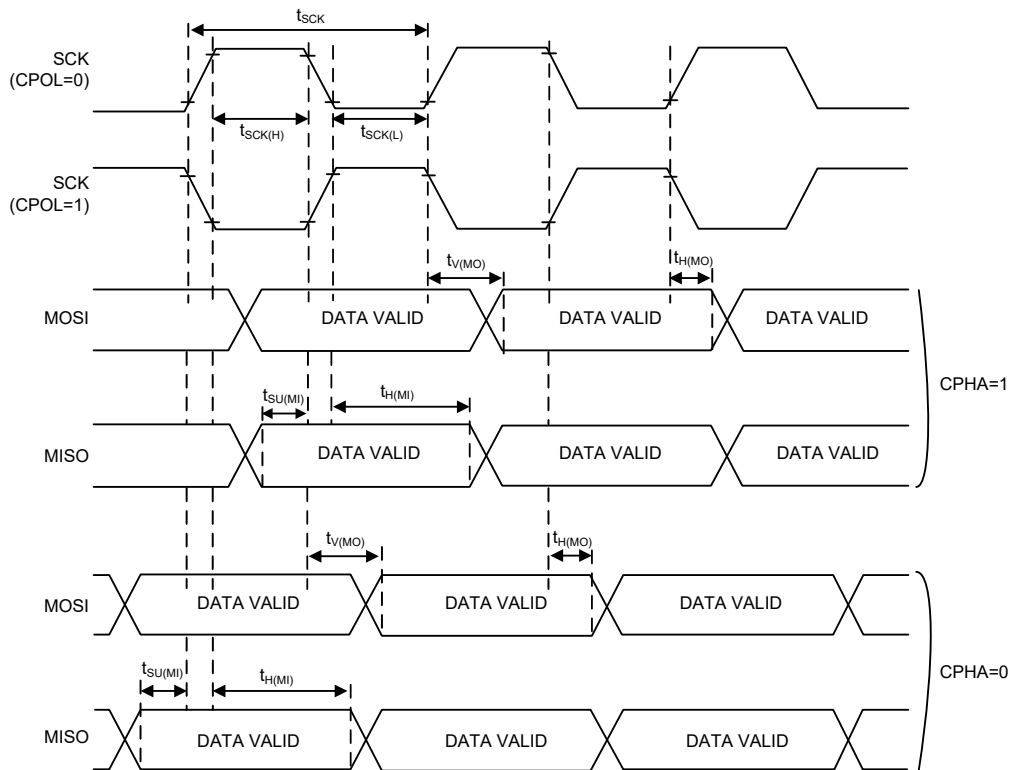 tSCK
SCK
(CPOL=0)
tSCK(H)
tSCK(L)
SCK
(CPOL=1)
tV(MO)
tH(MO)
MOSI
DATA VALID
DATA VALID
DATA VALID
CPHA=1
tSU(MI)
tH(MI)
MISO
DATA VALID
DATA VALID
DATA VALID
tV(MO)
tH(MO)
MOSI
DATA VALID
DATA VALID
DATA VALID
CPHA=0
tSU(MI)
tH(MI)
MISO
DATA VALID
DATA VALID
DATA VALID